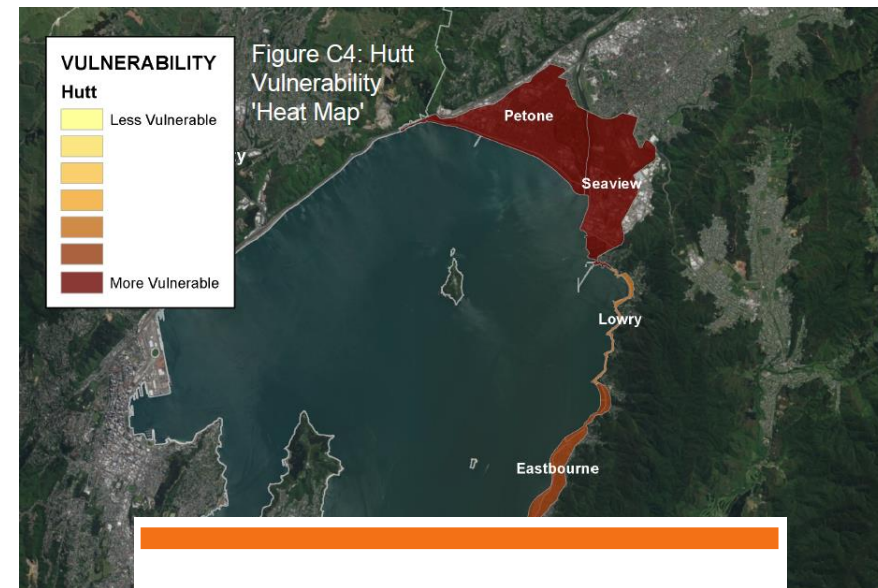 VULNERABILITY
Hutt
Less Vulnerable
More Vulnerable
Figure C4: Hutt
Vulnerability
'Heat Map'
y
Petone
Seaview
Lowry
Eastbourne